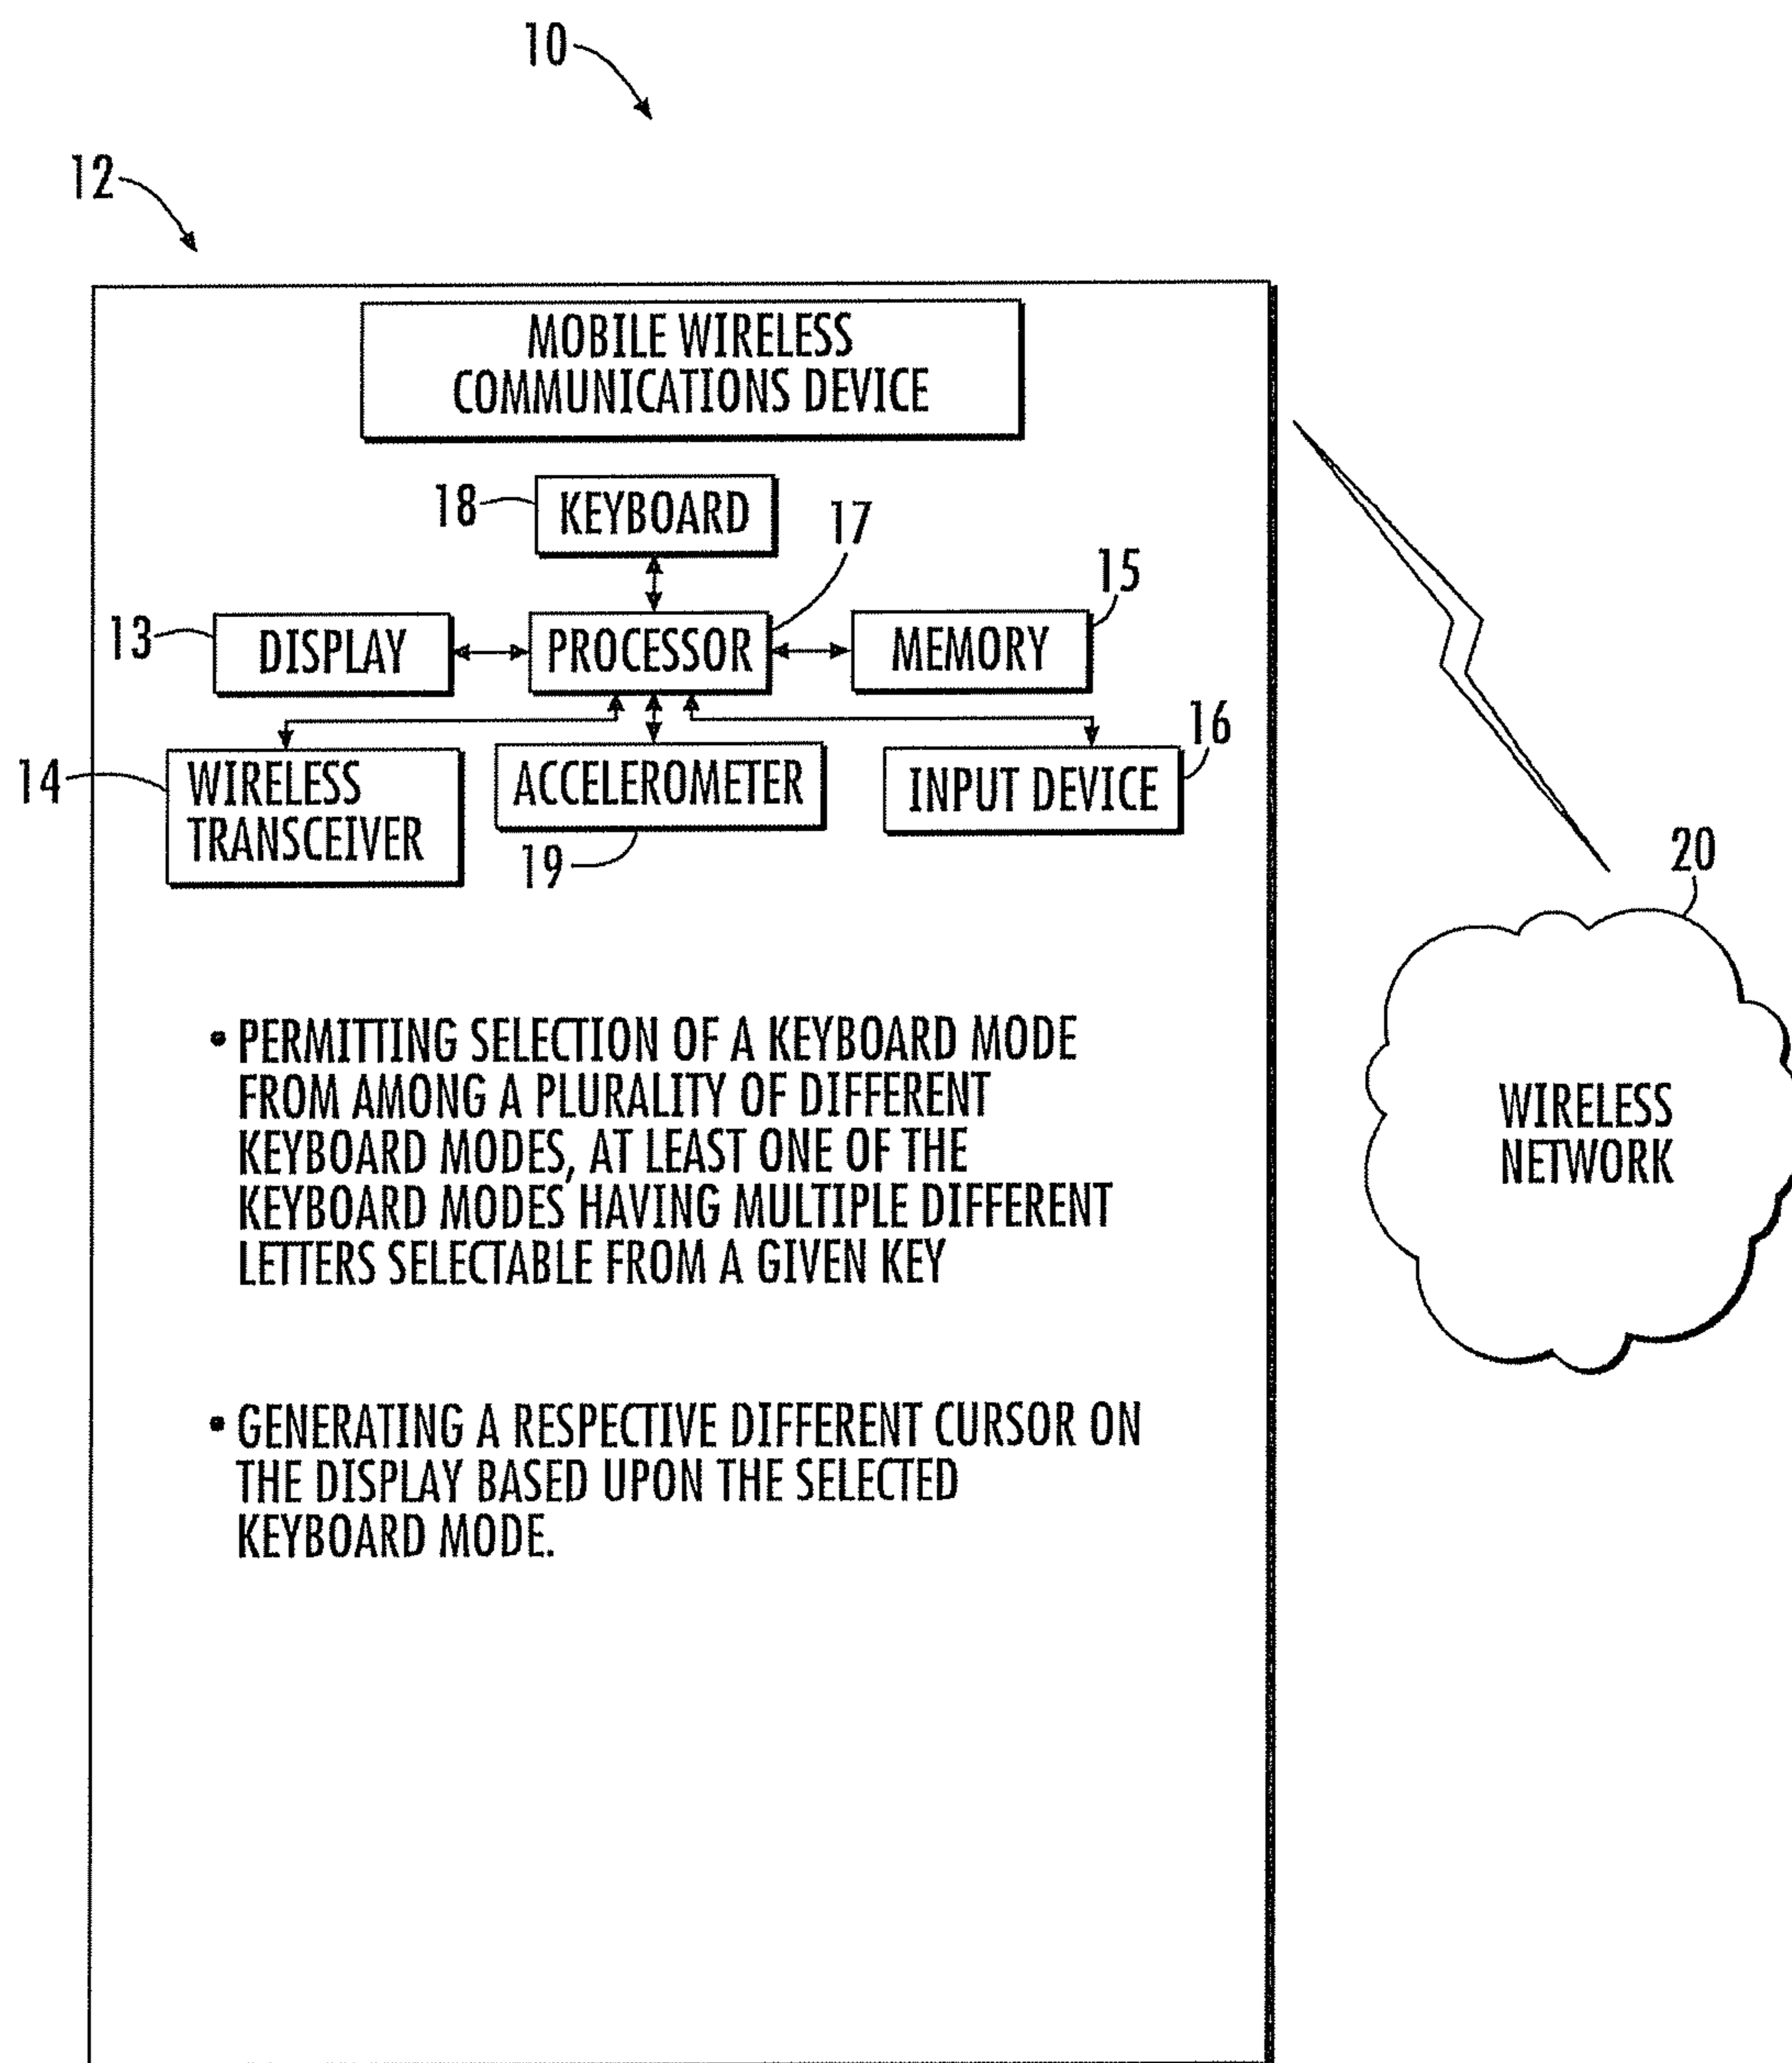 10
12
MOBILE WIRELESS
COMMUNICATIONS DEVICE
18
KEYBOARD
17
15
13
DISPLAY
PROCESSOR
MEMORY
16
14
WIRELESS
TRANSCEIVER
ACCELEROMETER
INPUT DEVICE
19
20
WIRELESS
NETWORK
• PERMITTING SELECTION OF A KEYBOARD MODE
FROM AMONG A PLURALITY OF DIFFERENT
KEYBOARD MODES, AT LEAST ONE OF THE
KEYBOARD MODES HAVING MULTIPLE DIFFERENT
LETTERS SELECTABLE FROM A GIVEN KEY
• GENERATING A RESPECTIVE DIFFERENT CURSOR ON
THE DISPLAY BASED UPON THE SELECTED
KEYBOARD MODE.